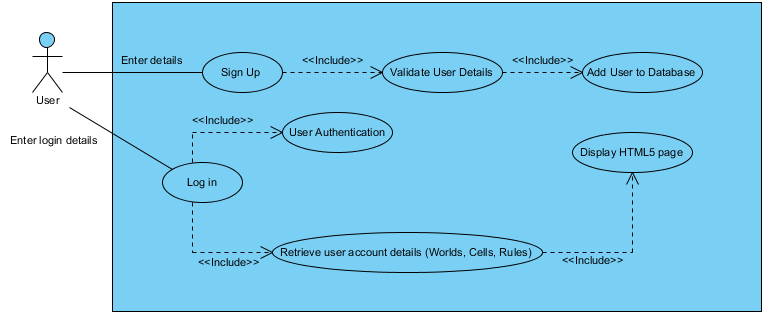 Enter details
Sign Up
<<Include>>
Validate User Details
<<Include>>
Add User to Database
User
Enter login details
<<Include>>
User Authentication
Log in
Display HTML5 page
<<Include>>
Retrieve user account details (Worlds, Cells, Rules)
<<Include>>